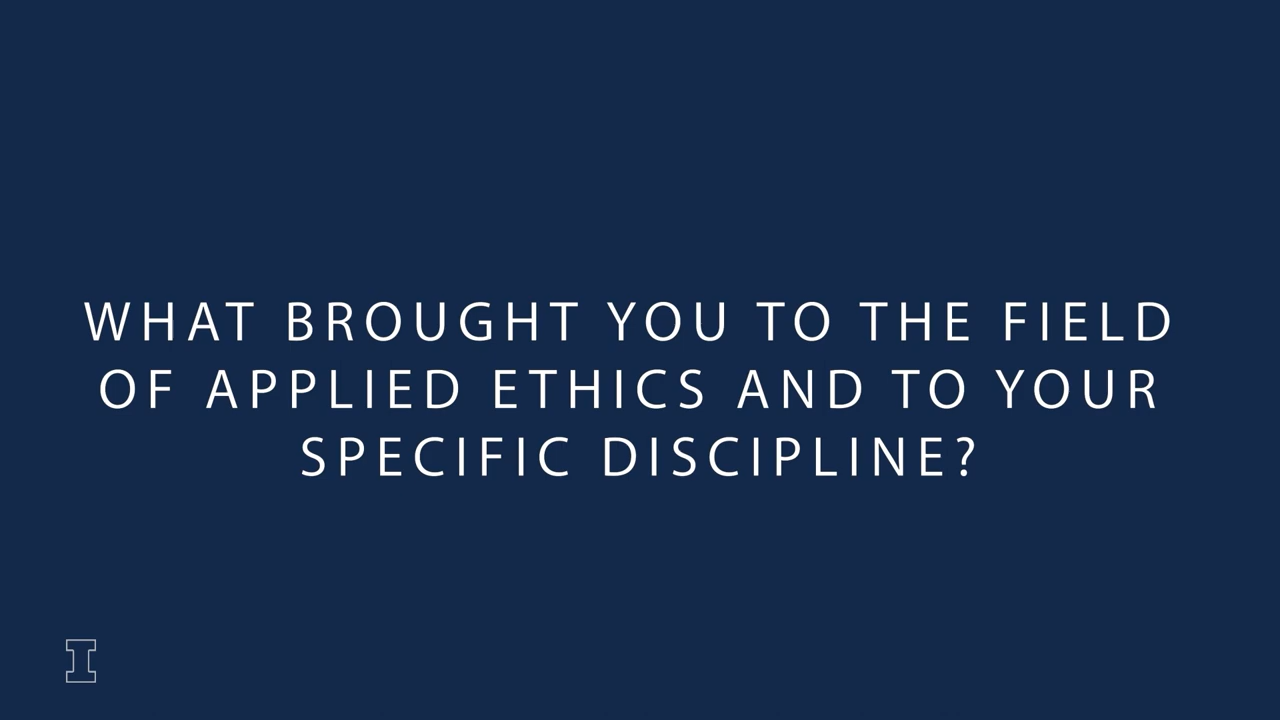 WHAT BROUGHT YOU TO THE FIELD
OF APPLIED ETHICS AND TO YOUR
SPECIFIC DISCIPLINE?
I